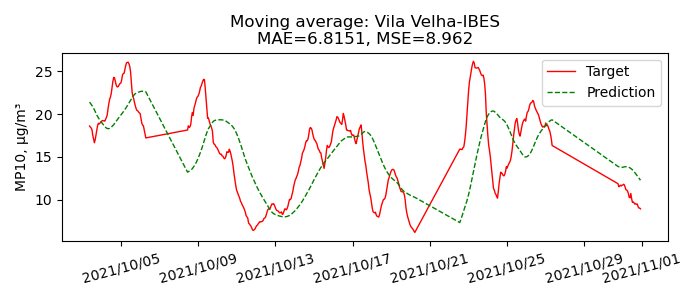 Moving average: Vila Velha-IBES
MAE=6.8151, MSE=8.962
MP10, μg/m³
25
20
15
10
Target
Prediction
2021/10/05 2021/10/09 2021/10/13 2021/10/17 2021/10/21 2021/10/25 2021/10/29 2021/11/01